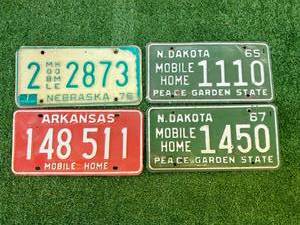 2 MOBILE HOME 2873
NEBRASKA 76
N.DAKOTA 65
MOBILE HOME 1110
PEACE GARDEN STATE
ARKANSAS
148 511
MOBILE HOME
N.DAKOTA 67
MOBILE HOME 1450
PEACE GARDEN STATE